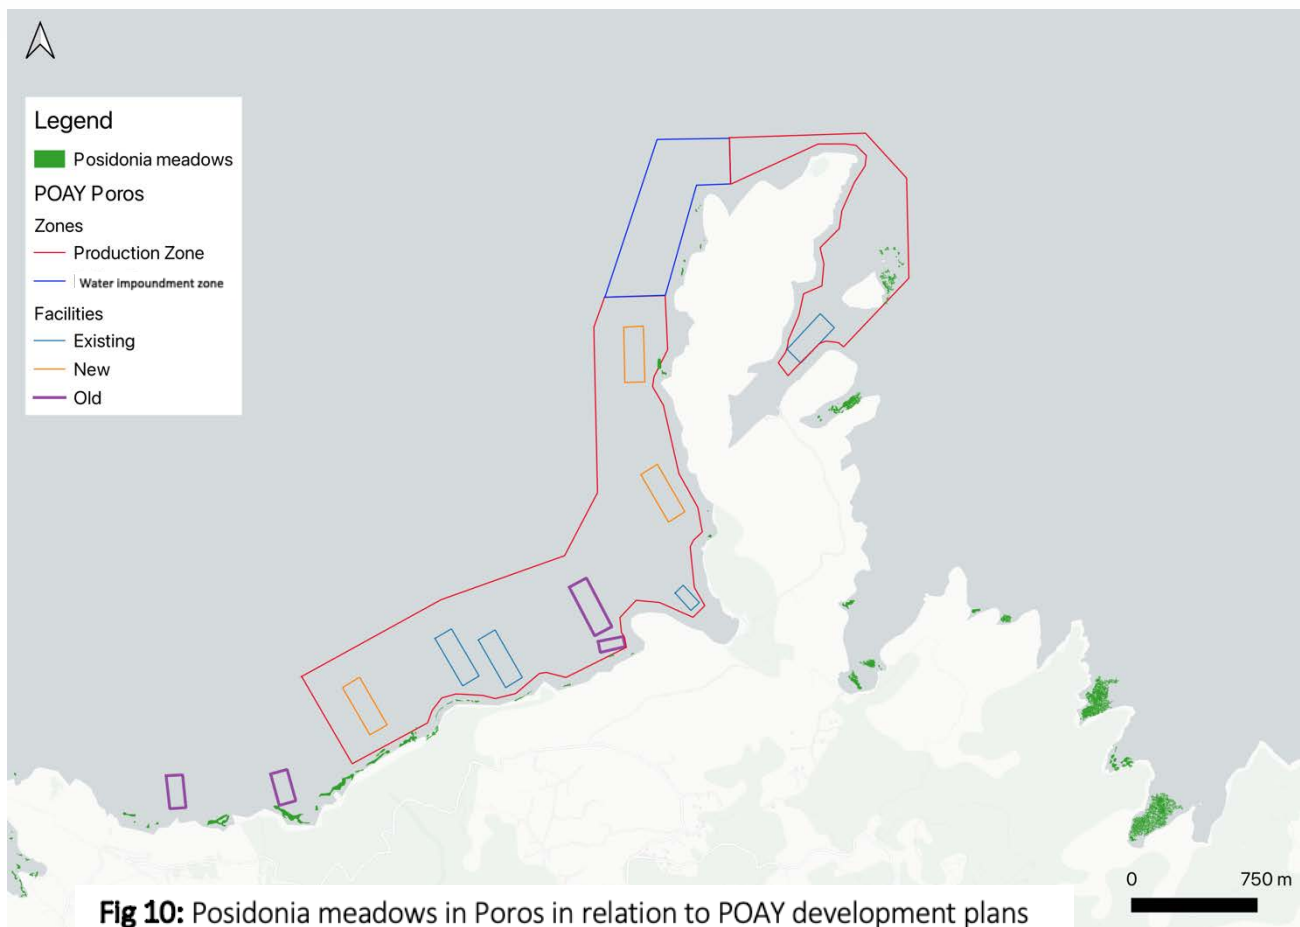 Legend
Posidonia meadows
POAY Poros
Zones
Production Zone
Water impoundment zone
Facilities
Existing
New
Old
0 750 m
Fig 10: Posidonia meadows in Poros in relation to POAY development plans